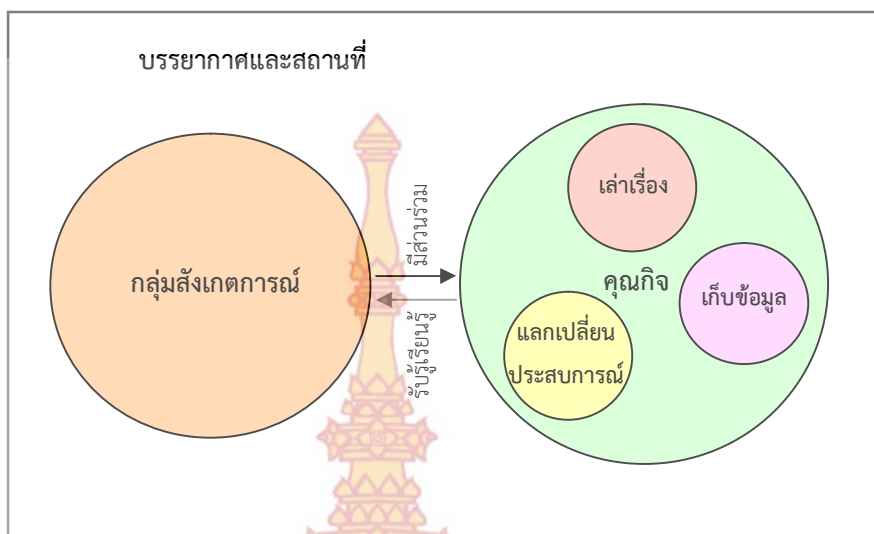 บรรยากาศและสถานที่
กลุ่มสังเกตการณ์
มีส่วนร่วม
รับรู้เรียนรู้
เล่าเรื่อง
คุณกิจ
เก็บข้อมูล
แลกเปลี่ยน
ประสบการณ์